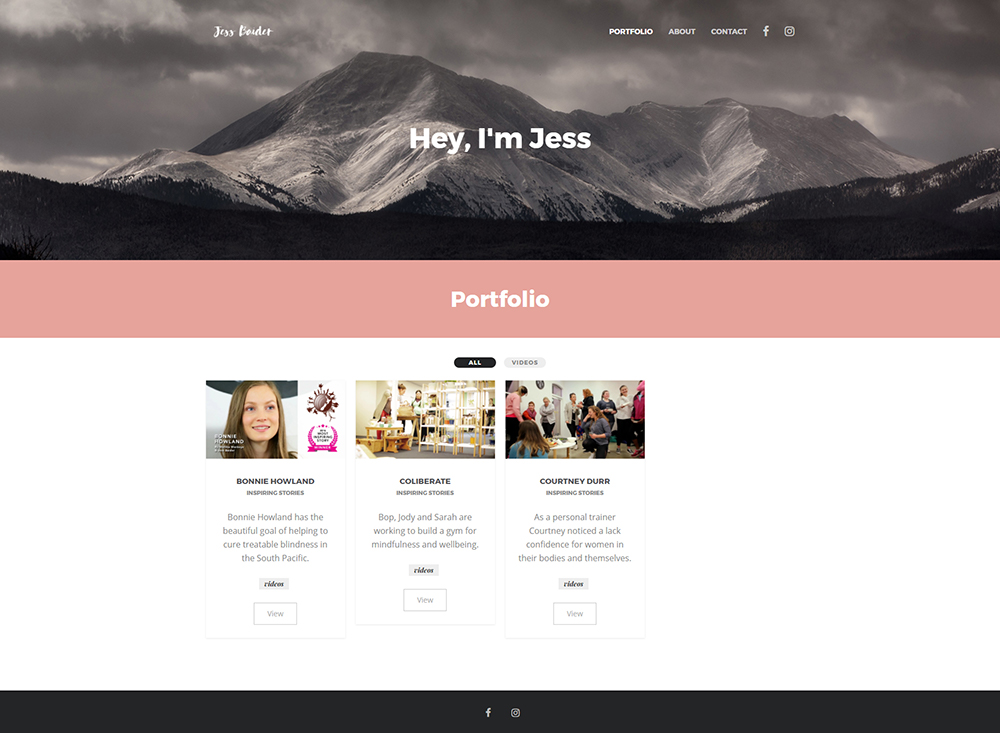 Jess Bouder
PORTFOLIO
ABOUT
CONTACT
Hey, I'm Jess
Portfolio
ALL
VIDEOS
BONNIE
HOWLAND
BONNIE HOWLAND
INSPIRING STORIES
Bonnie Howland has the
beautiful goal of helping to
cure treatable blindness in
the South Pacific.
videos
View
COLIBERATE
INSPIRING STORIES
Bop, Jody and Sarah are
working to build a gym for
mindfulness and wellbeing.
videos
View
COURTNEY DURR
INSPIRING STORIES
As a personal trainer
Courtney noticed a lack
confidence for women in
their bodies and themselves.
videos
View